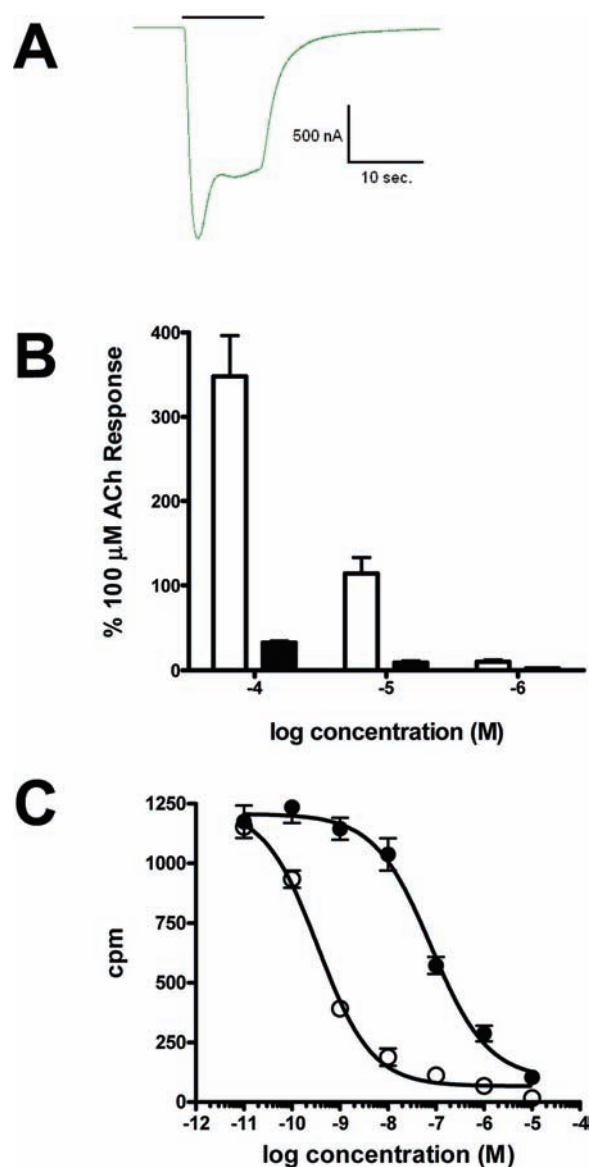 A
500 nA
10 sec.
B
% 100 μM ACh Response
400
300
200
100
0
-4 -5 -6
log concentration (M)
C
cpm
1250
1000
750
500
250
0
-12 -11 -10 -9 -8 -7 -6 -5 -4
log concentration (M)